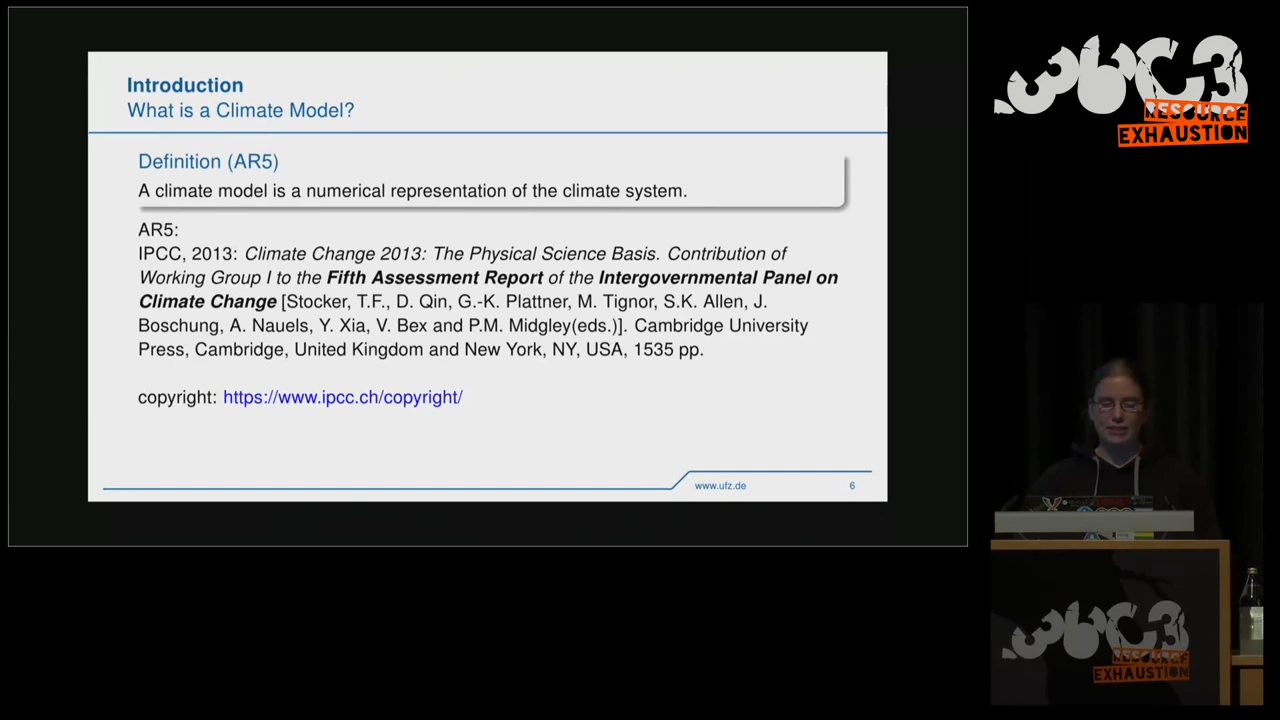 Introduction
What is a Climate Model?
Definition (AR5)
A climate model is a numerical representation of the climate system.
AR5:
IPCC, 2013: Climate Change 2013: The Physical Science Basis. Contribution of
Working Group I to the Fifth Assessment Report of the Intergovernmental Panel on
Climate Change [Stocker, T.F., D. Qin, G.-K. Plattner, M. Tignor, S.K. Allen, J.
Boschung, A. Nauels, Y. Xia, V. Bex and P.M. Midgley(eds.)]. Cambridge University
Press, Cambridge, United Kingdom and New York, NY, USA, 1535 pp.
copyright: https://www.ipcc.ch/copyright/
www.ufz.de
6
36C3
RESOURCE
EXHAUSTION
36C3
RESOURCE
EXHAUSTION